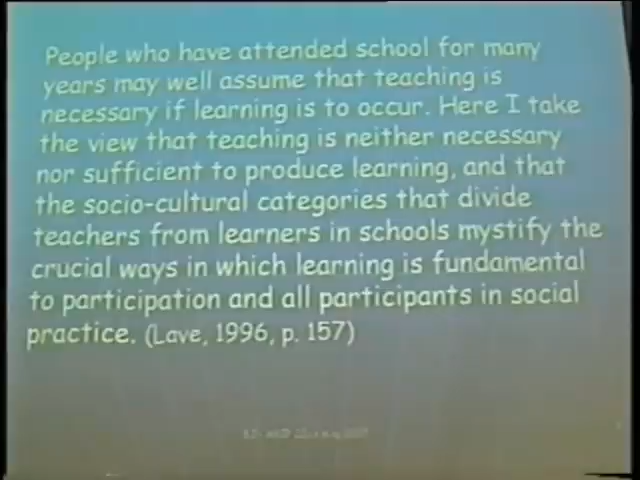 People who have attended school for many
years may well assume that teaching is
necessary if learning is to occur. Here I take
the view that teaching is neither necessary
nor sufficient to produce learning, and that
the socio-cultural categories that divide
teachers from learners in schools mystify the
crucial ways in which learning is fundamental
to participation and all participants in social
practice. (Lave, 1996, p. 157)